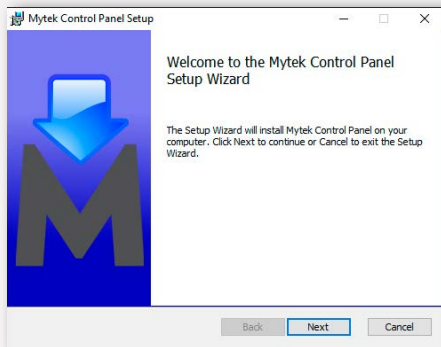 Mytek Control Panel Setup
Welcome to the Mytek Control Panel
Setup Wizard
The Setup Wizard will install Mytek Control Panel on your
computer. Click Next to continue or Cancel to exit the Setup
Wizard.
M
Back Next Cancel